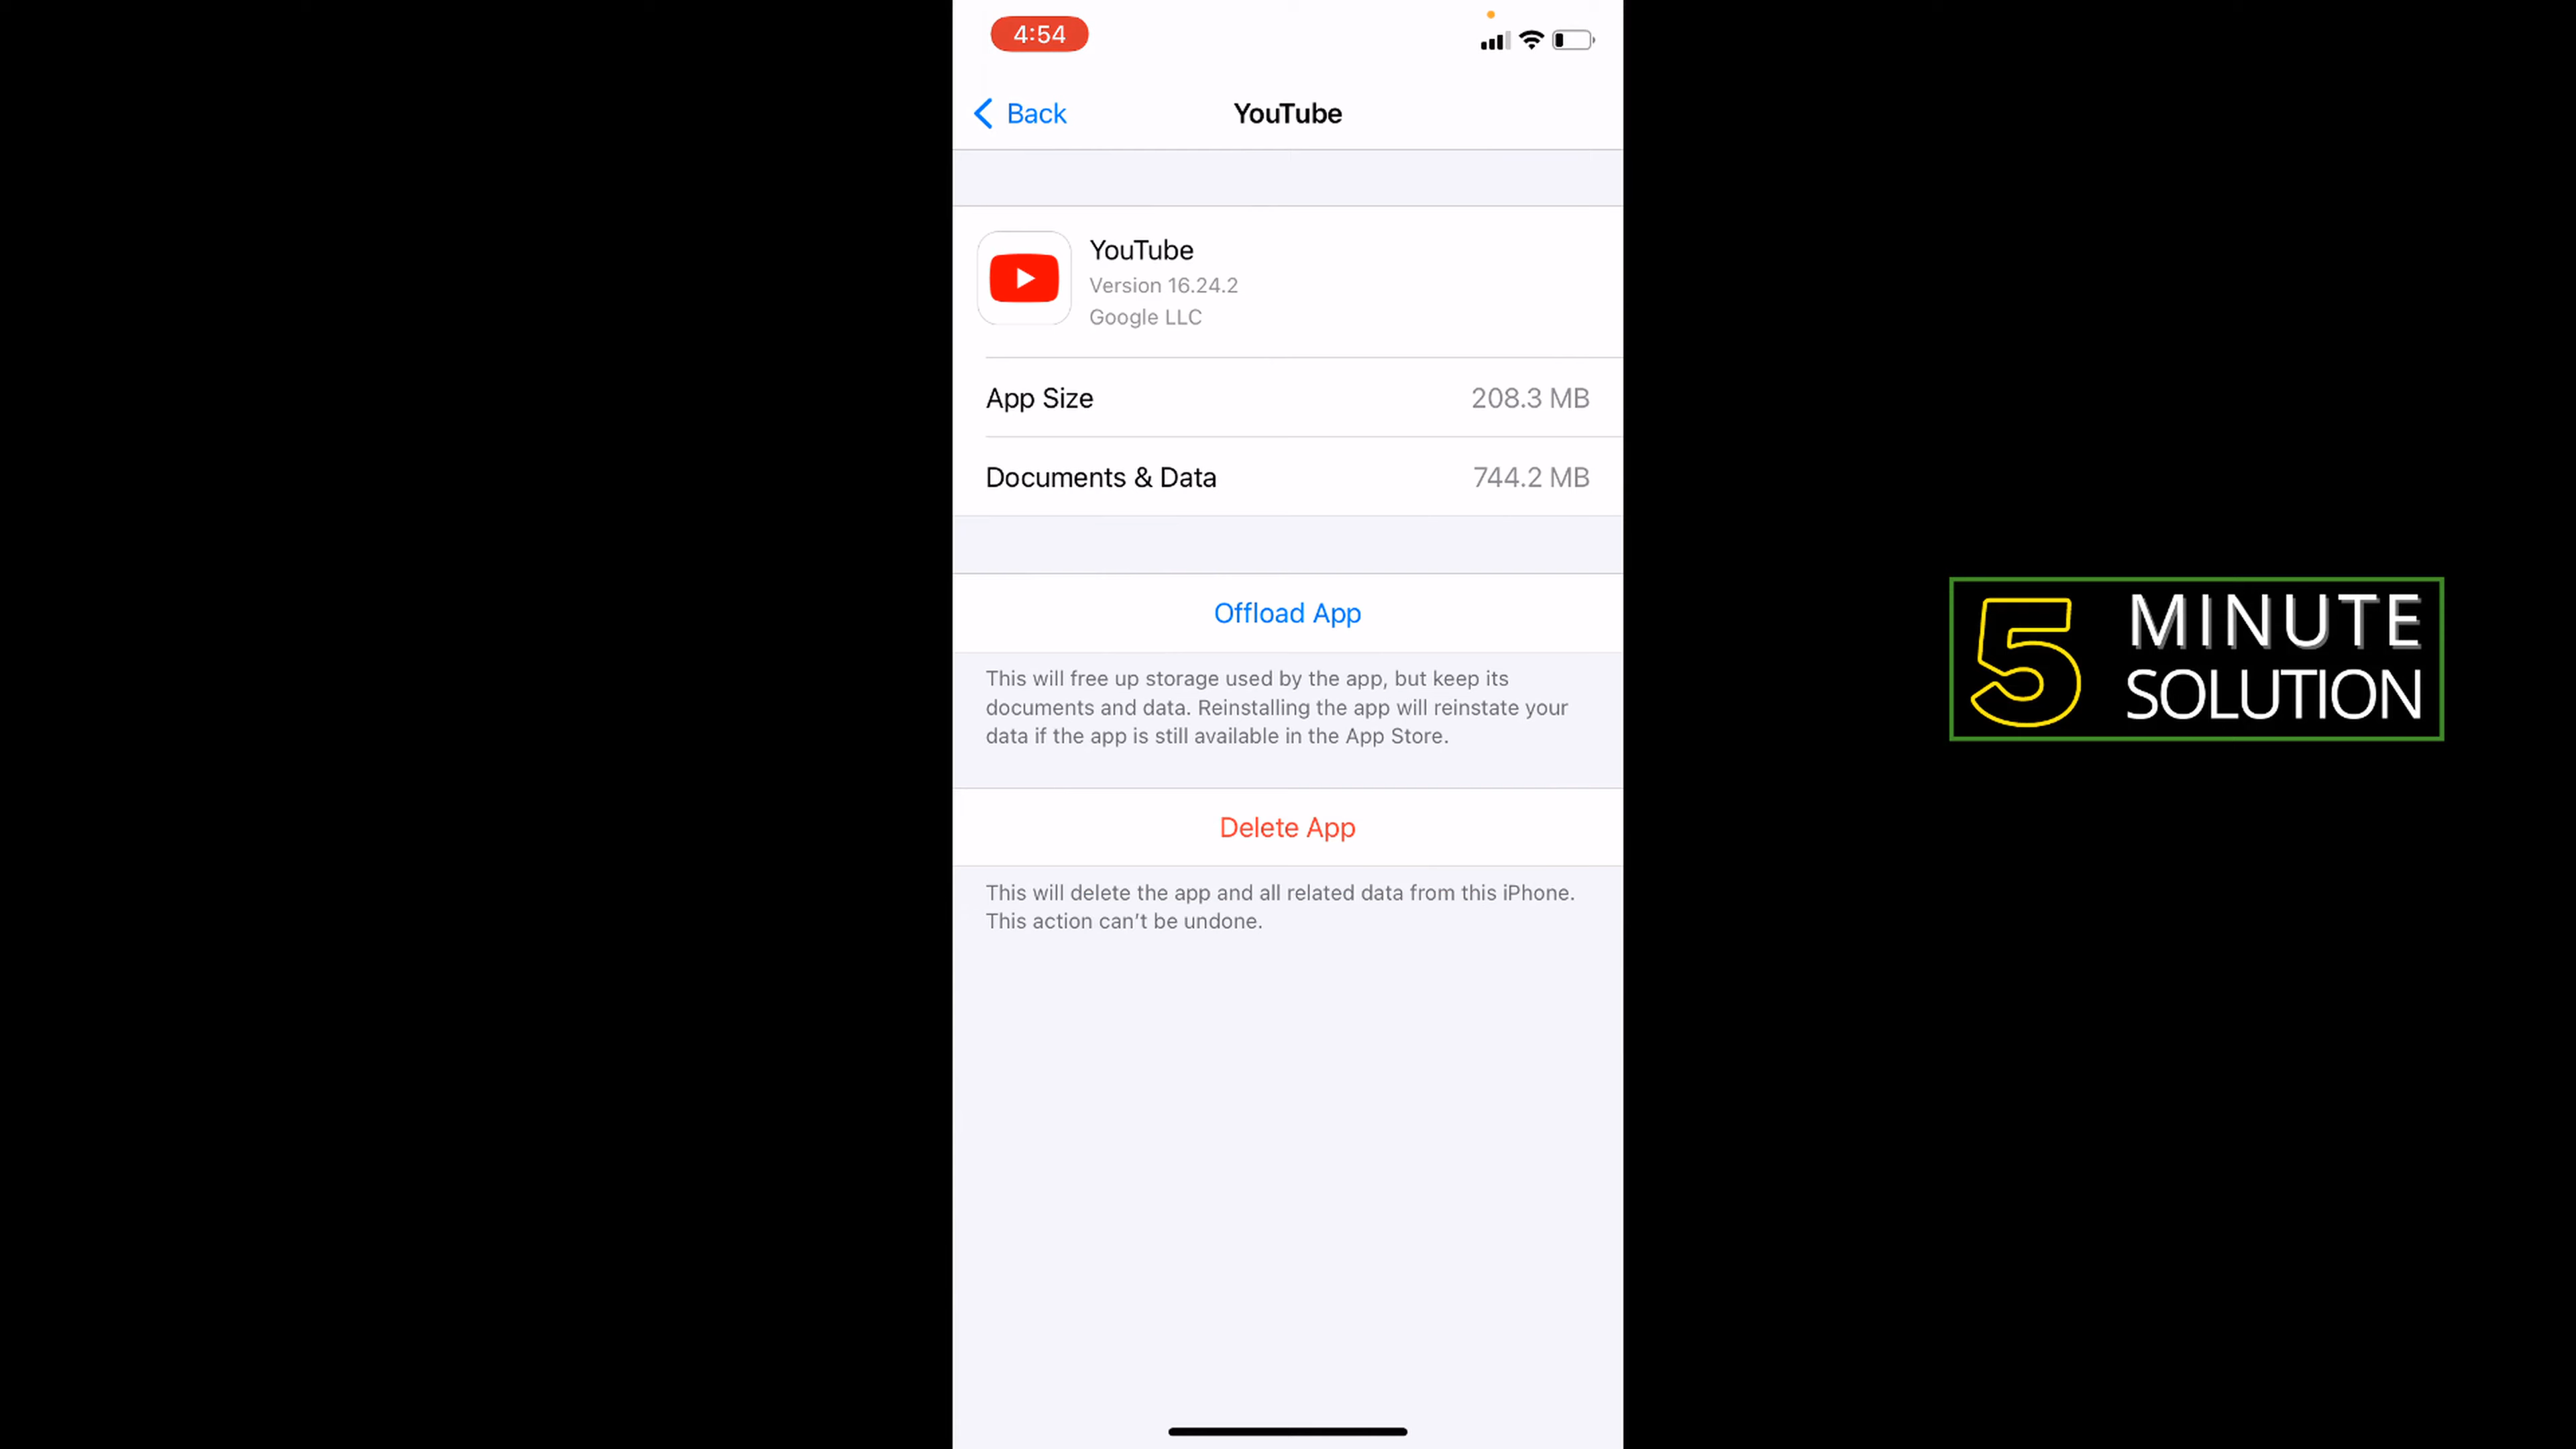 4:54
Back
YouTube
YouTube
Version 16.24.2
Google LLC
App Size 208.3 MB
Documents & Data 744.2 MB
Offload App
This will free up storage used by the app, but keep its
documents and data. Reinstalling the app will reinstate your
data if the app is still available in the App Store.
Delete App
This will delete the app and all related data from this iPhone.
This action can’t be undone.
5 MINUTE
SOLUTION